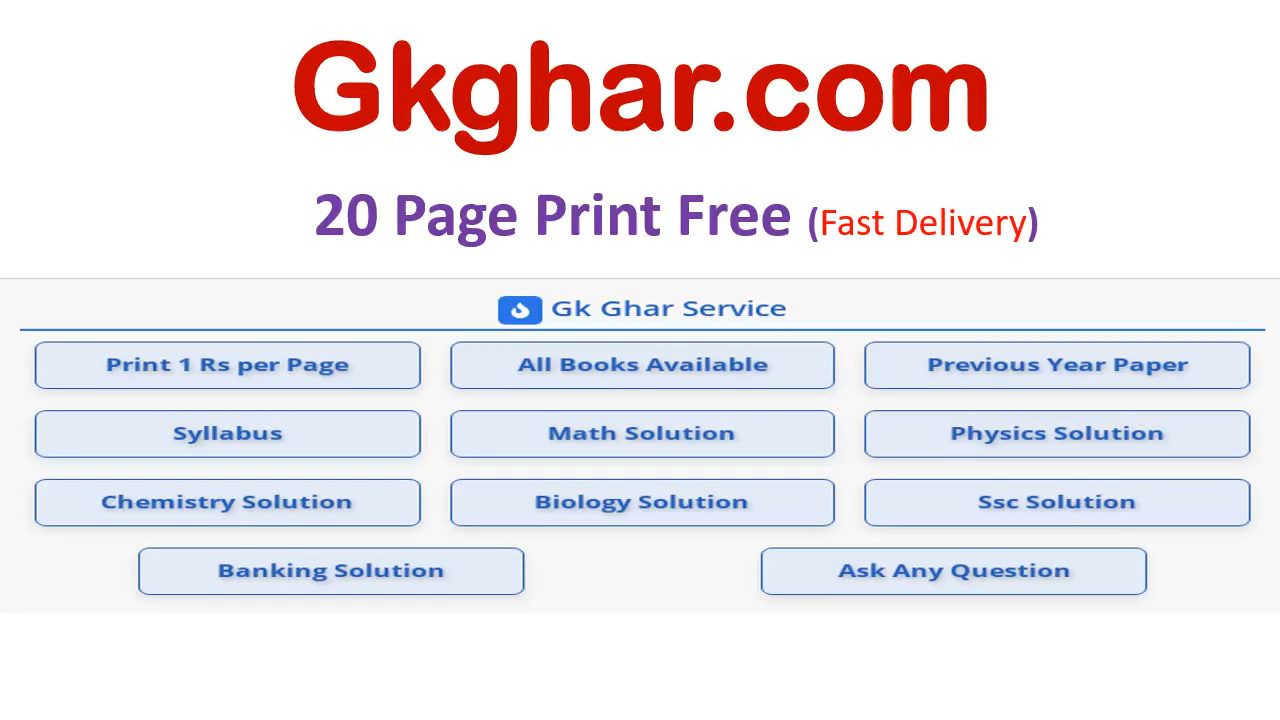 Gkghar.com
20 Page Print Free (Fast Delivery)
Gk Ghar Service
Print 1 Rs per Page
All Books Available
Previous Year Paper
Syllabus
Math Solution
Physics Solution
Chemistry Solution
Biology Solution
Ssc Solution
Banking Solution
Ask Any Question